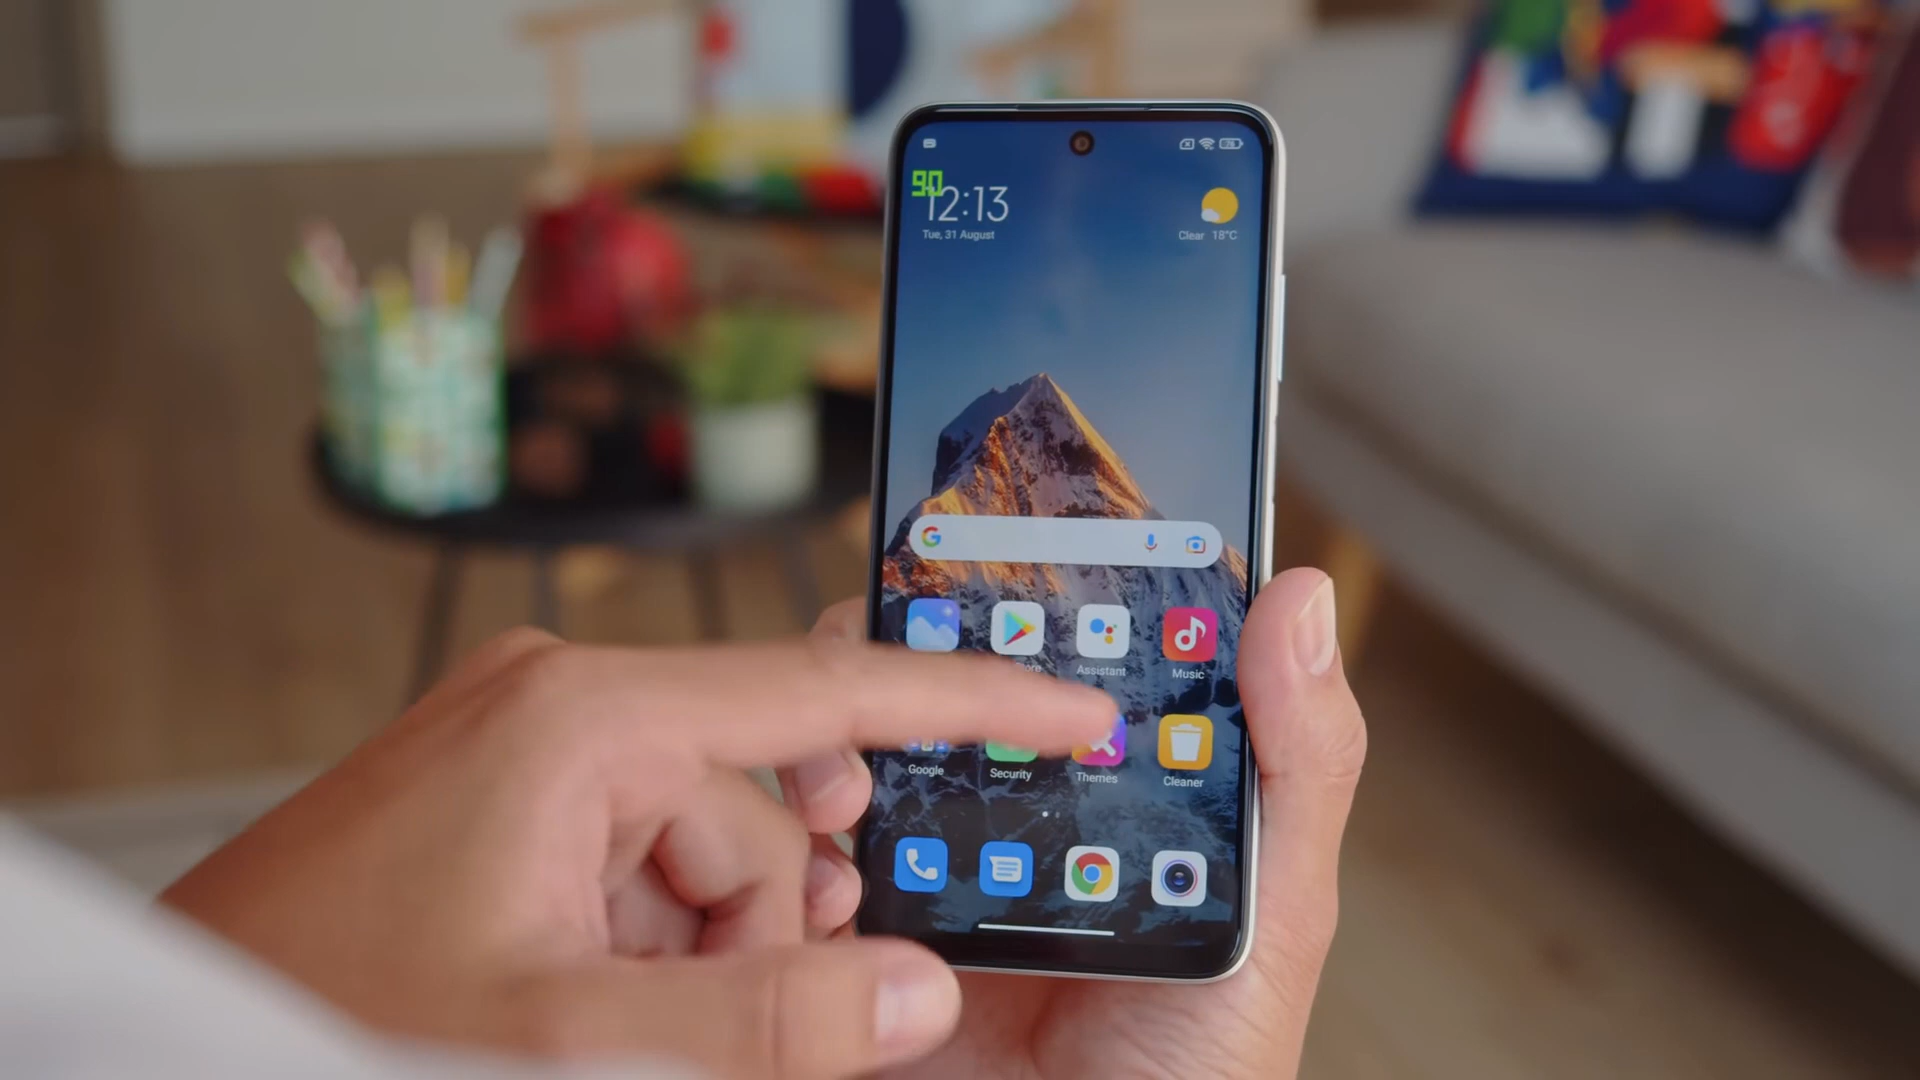 90
12:13
Tue, 31 August
Clear 18°C
Assistant
Music
Google
Security
Themes
Cleaner